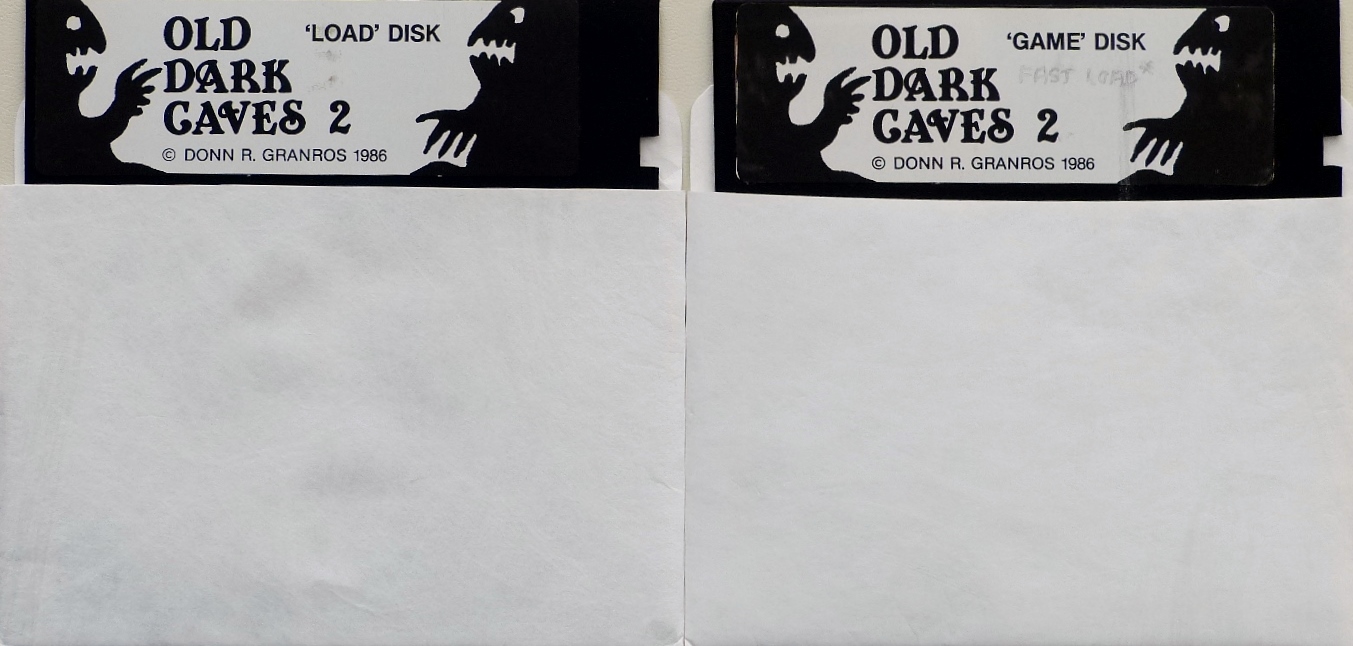 OLD
DARK
CAVES 2
'LOAD' DISK
© DONN R. GRANROS 1986
OLD
DARK
CAVES 2
'GAME' DISK
FAST LOAD*
© DONN R. GRANROS 1986